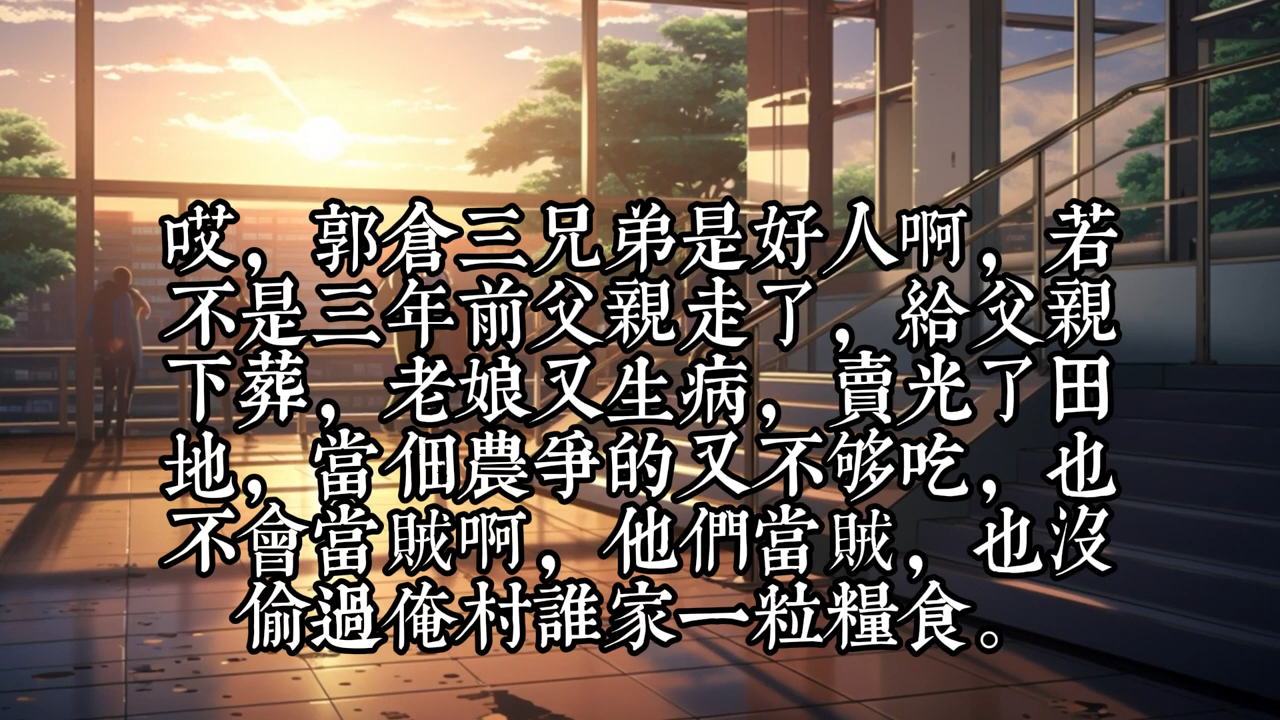 哎，郭倉三兄弟是好人啊，若
不是三年前父親走了，給父親
下葬，老娘又生病，賣光了田
地，當佃農爭的又不够吃，也
不會當賊啊，他們當賊，也沒
偷過俺村誰家一粒糧食。